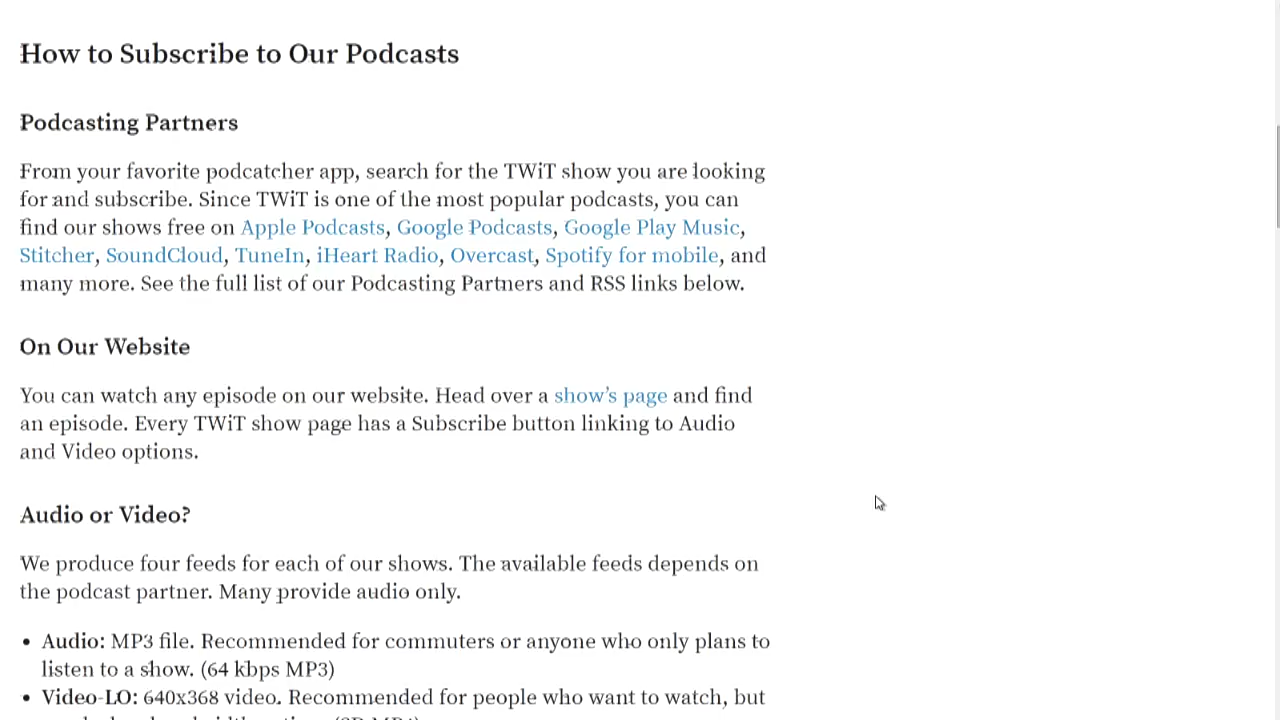 How to Subscribe to Our Podcasts
Podcasting Partners
From your favorite podcatcher app, search for the TWiT show you are looking
for and subscribe. Since TWiT is one of the most popular podcasts, you can
find our shows free on Apple Podcasts, Google Podcasts, Google Play Music,
Stitcher, SoundCloud, TuneIn, iHeart Radio, Overcast, Spotify for mobile, and
many more. See the full list of our Podcasting Partners and RSS links below.
On Our Website
You can watch any episode on our website. Head over a show's page and find
an episode. Every TWiT show page has a Subscribe button linking to Audio
and Video options.
Audio or Video?
We produce four feeds for each of our shows. The available feeds depends on
the podcast partner. Many provide audio only.
• Audio: MP3 file. Recommended for commuters or anyone who only plans to
listen to a show. (64 kbps MP3)
• Video-LO: 640x368 video. Recommended for people who want to watch, but